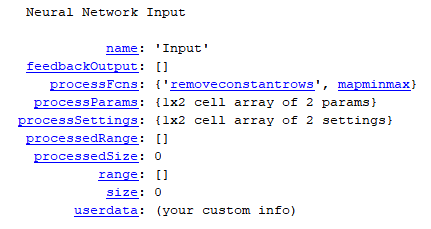 Neural Network Input
name: 'Input'
feedbackOutput: []
processFcns: {'removeconstantrows', mapminmax}
processParams: {1x2 cell array of 2 params}
processSettings: {1x2 cell array of 2 settings}
processedRange: []
processedSize: 0
range: []
size: 0
userdata: (your custom info)